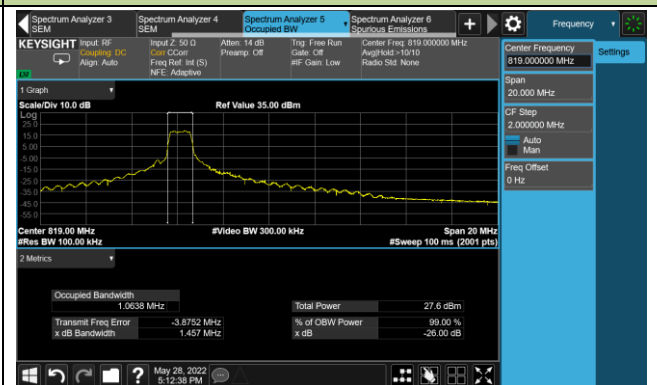 Spectrum Analyzer 3
SEM
Spectrum Analyzer 4
SEM
Spectrum Analyzer 5
Occupied BW
Spectrum Analyzer 6
Spurious Emissions
Frequency
KEYSIGHT
Input: RF
Coupling: DC
Align: Auto
Input Z: 50 Ω
Corr CCorr
Freq Ref: Int (S)
NFE: Adaptive
Atten: 14 dB
Preamp: Off
Trig: Free Run
Gate: Off
#IF Gain: Low
Center Freq: 819.000000 MHz
Avg|Hold:>10/10
Radio Std: None
1 Graph
Scale/Div 10.0 dB
Ref Value 35.00 dBm
Log
25.0
15.0
5.00
-5.00
-15.0
-25.0
-35.0
-45.0
-55.0
Center 819.00 MHz
#Video BW 300.00 kHz
Span 20 MHz
#Res BW 100.00 kHz
#Sweep 100 ms (2001 pts)
2 Metrics
Occupied Bandwidth
1.0638 MHz
Total Power 27.6 dBm
Transmit Freq Error -3.8752 MHz
% of OBW Power 99.00 %
x dB Bandwidth 1.457 MHz
x dB -26.00 dB
May 28, 2022
5:12:38 PM
Center Frequency
819.000000 MHz
Settings
Span
20.000 MHz
CF Step
2.000000 MHz
Auto
Man
Freq Offset
0 Hz